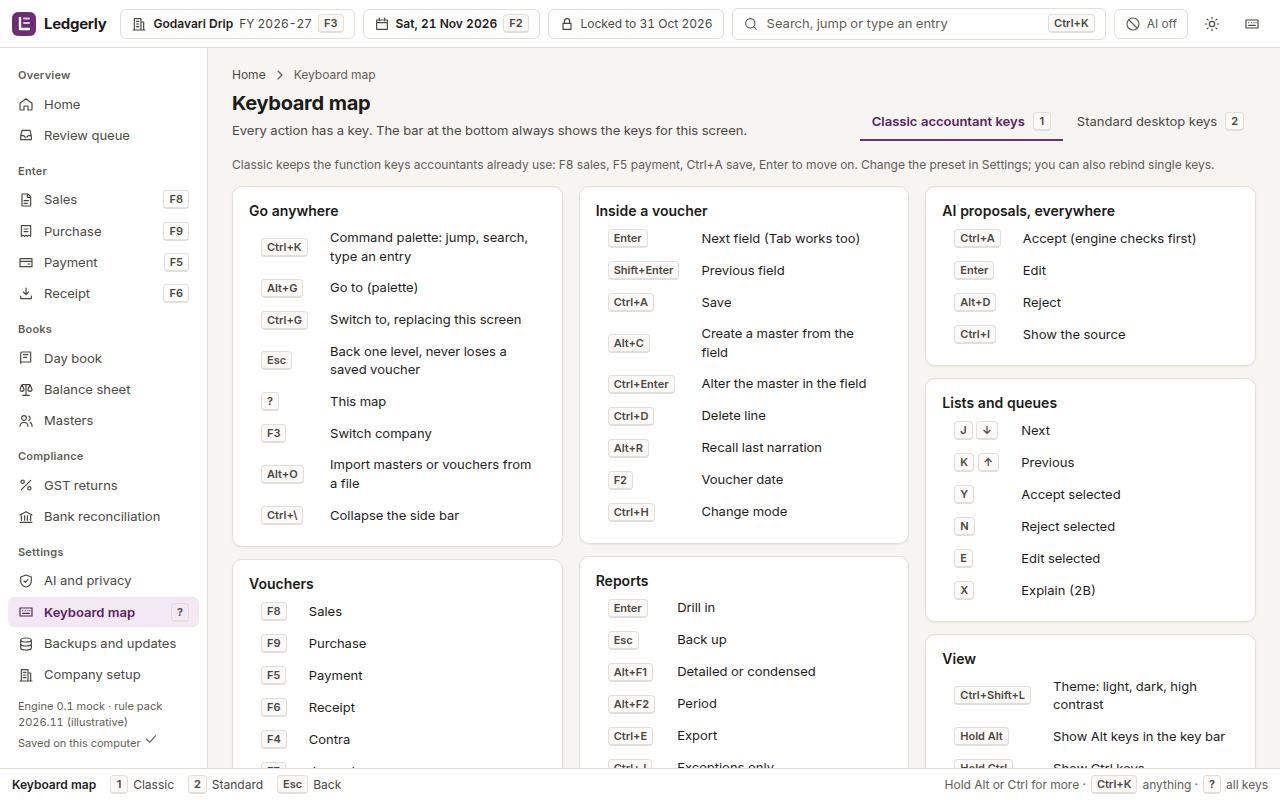 Ledgerly
Godavari Drip FY 2026-27 F3
Sat, 21 Nov 2026 F2
Locked to 31 Oct 2026
Search, jump or type an entry Ctrl+K
AI off
Overview
Home
Review queue
Enter
Sales F8
Purchase F9
Payment F5
Receipt F6
Books
Day book
Balance sheet
Masters
Compliance
GST returns
Bank reconciliation
Settings
AI and privacy
Keyboard map ?
Backups and updates
Company setup
Engine 0.1 mock · rule pack
2026.11 (illustrative)
Saved on this computer
Home > Keyboard map
Keyboard map
Every action has a key. The bar at the bottom always shows the keys for this screen.
Classic accountant keys 1
Standard desktop keys 2
Classic keeps the function keys accountants already use: F8 sales, F5 payment, Ctrl+A save, Enter to move on. Change the preset in Settings; you can also rebind single keys.
Go anywhere
Ctrl+K Command palette: jump, search,
type an entry
Alt+G Go to (palette)
Ctrl+G Switch to, replacing this screen
Esc Back one level, never loses a
saved voucher
? This map
F3 Switch company
Alt+O Import masters or vouchers from
a file
Ctrl+\ Collapse the side bar
Vouchers
F8 Sales
F9 Purchase
F5 Payment
F6 Receipt
F4 Contra
Inside a voucher
Enter Next field (Tab works too)
Shift+Enter Previous field
Ctrl+A Save
Alt+C Create a master from the
field
Ctrl+Enter Alter the master in the field
Ctrl+D Delete line
Alt+R Recall last narration
F2 Voucher date
Ctrl+H Change mode
Reports
Enter Drill in
Esc Back up
Alt+F1 Detailed or condensed
Alt+F2 Period
Ctrl+E Export
Exceptions only
AI proposals, everywhere
Ctrl+A Accept (engine checks first)
Enter Edit
Alt+D Reject
Ctrl+I Show the source
Lists and queues
J ↓ Next
K ↑ Previous
Y Accept selected
N Reject selected
E Edit selected
X Explain (2B)
View
Ctrl+Shift+L Theme: light, dark, high
contrast
Hold Alt Show Alt keys in the key bar
Hold Ctrl Show Ctrl keys
Keyboard map 1 Classic 2 Standard Esc Back
Hold Alt or Ctrl for more · Ctrl+K anything · ? all keys